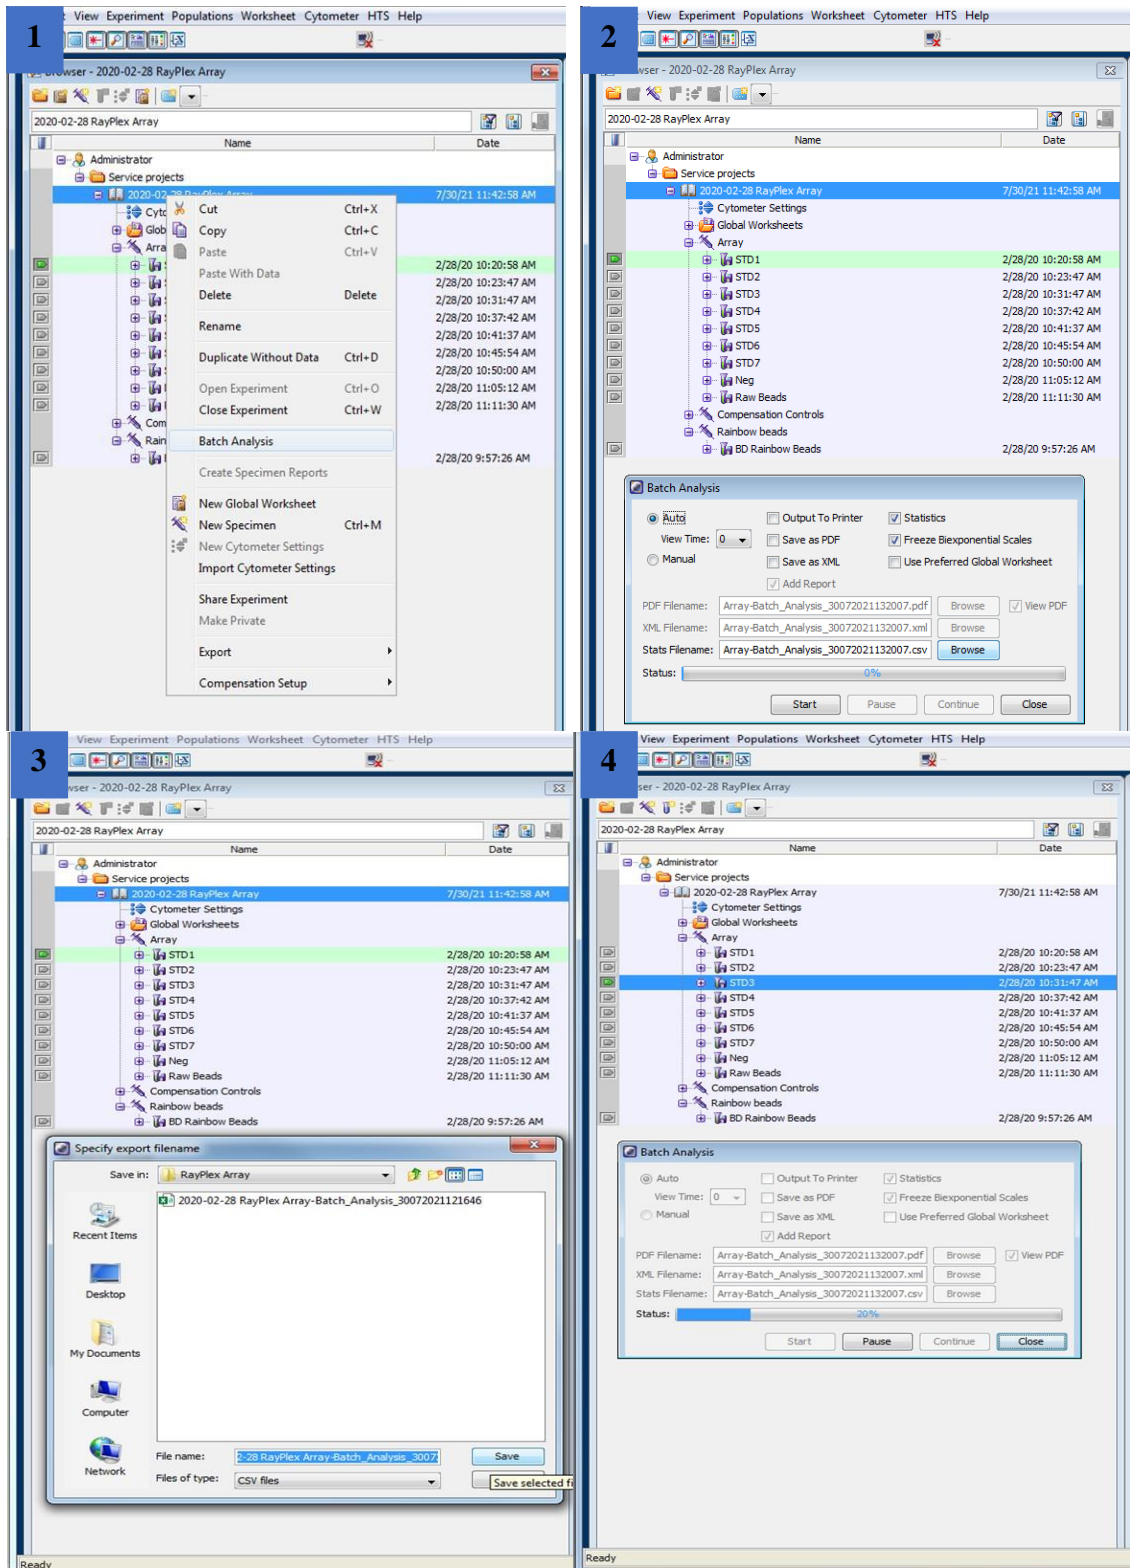 1
View Experiment Populations Worksheet Cytometer HTS Help
Browser - 2020-02-28 RayPlex Array
2020-02-28 RayPlex Array
Name Date
Administrator
Service projects
2020-02-28 RayPlex Array 7/30/21 11:42:58 AM
Cyto
Glob
Arra
2/28/20 10:20:58 AM
2/28/20 10:23:47 AM
2/28/20 10:31:47 AM
2/28/20 10:37:42 AM
2/28/20 10:41:37 AM
2/28/20 10:45:54 AM
2/28/20 10:50:00 AM
2/28/20 11:05:12 AM
2/28/20 11:11:30 AM
Com
Rain
2/28/20 9:57:26 AM
Cut Ctrl+X
Copy Ctrl+C
Paste Ctrl+V
Paste With Data
Delete Delete
Rename
Duplicate Without Data Ctrl+D
Open Experiment Ctrl+O
Close Experiment Ctrl+W
Batch Analysis
Create Specimen Reports
New Global Worksheet
New Specimen Ctrl+M
New Cytometer Settings
Import Cytometer Settings
Share Experiment
Make Private
Export
Compensation Setup
2
View Experiment Populations Worksheet Cytometer HTS Help
wser - 2020-02-28 RayPlex Array
2020-02-28 RayPlex Array
Name Date
Administrator
Service projects
2020-02-28 RayPlex Array 7/30/21 11:42:58 AM
Cytometer Settings
Global Worksheets
Array
STD1 2/28/20 10:20:58 AM
STD2 2/28/20 10:23:47 AM
STD3 2/28/20 10:31:47 AM
STD4 2/28/20 10:37:42 AM
STD5 2/28/20 10:41:37 AM
STD6 2/28/20 10:45:54 AM
STD7 2/28/20 10:50:00 AM
Neg 2/28/20 11:05:12 AM
Raw Beads 2/28/20 11:11:30 AM
Compensation Controls
Rainbow beads
BD Rainbow Beads 2/28/20 9:57:26 AM
Batch Analysis
Auto Output To Printer Statistics
View Time: 0 Save as PDF Freeze Biexponential Scales
Manual Save as XML Use Preferred Global Worksheet
Add Report
PDF Filename: Array-Batch_Analysis_30072021132007.pdf Browse View PDF
XML Filename: Array-Batch_Analysis_30072021132007.xml Browse
Stats Filename: Array-Batch_Analysis_30072021132007.csv Browse
Status: 0%
Start Pause Continue Close
3
View Experiment Populations Worksheet Cytometer HTS Help
wser - 2020-02-28 RayPlex Array
2020-02-28 RayPlex Array
Name Date
Administrator
Service projects
2020-02-28 RayPlex Array 7/30/21 11:42:58 AM
Cytometer Settings
Global Worksheets
Array
STD1 2/28/20 10:20:58 AM
STD2 2/28/20 10:23:47 AM
STD3 2/28/20 10:31:47 AM
STD4 2/28/20 10:37:42 AM
STD5 2/28/20 10:41:37 AM
STD6 2/28/20 10:45:54 AM
STD7 2/28/20 10:50:00 AM
Neg 2/28/20 11:05:12 AM
Raw Beads 2/28/20 11:11:30 AM
Compensation Controls
Rainbow beads
BD Rainbow Beads 2/28/20 9:57:26 AM
Specify export filename
Save in: RayPlex Array
2020-02-28 RayPlex Array-Batch_Analysis_30072021121646
Recent Items
Desktop
My Documents
Computer
Network
File name: 2-28 RayPlex Array-Batch_Analysis_3007 Save
Files of type: CSV files
Save selected fi
Ready
4
View Experiment Populations Worksheet Cytometer HTS Help
ser - 2020-02-28 RayPlex Array
2020-02-28 RayPlex Array
Name Date
Administrator
Service projects
2020-02-28 RayPlex Array 7/30/21 11:42:58 AM
Cytometer Settings
Global Worksheets
Array
STD1 2/28/20 10:20:58 AM
STD2 2/28/20 10:23:47 AM
STD3 2/28/20 10:31:47 AM
STD4 2/28/20 10:37:42 AM
STD5 2/28/20 10:41:37 AM
STD6 2/28/20 10:45:54 AM
STD7 2/28/20 10:50:00 AM
Neg 2/28/20 11:05:12 AM
Raw Beads 2/28/20 11:11:30 AM
Compensation Controls
Rainbow beads
BD Rainbow Beads 2/28/20 9:57:26 AM
Batch Analysis
Auto Output To Printer Statistics
View Time: 0 Save as PDF Freeze Biexponential Scales
Manual Save as XML Use Preferred Global Worksheet
Add Report
PDF Filename: Array-Batch_Analysis_30072021132007.pdf Browse View PDF
XML Filename: Array-Batch_Analysis_30072021132007.xml Browse
Stats Filename: Array-Batch_Analysis_30072021132007.csv Browse
Status: 20%
Start Pause Continue Close
Ready